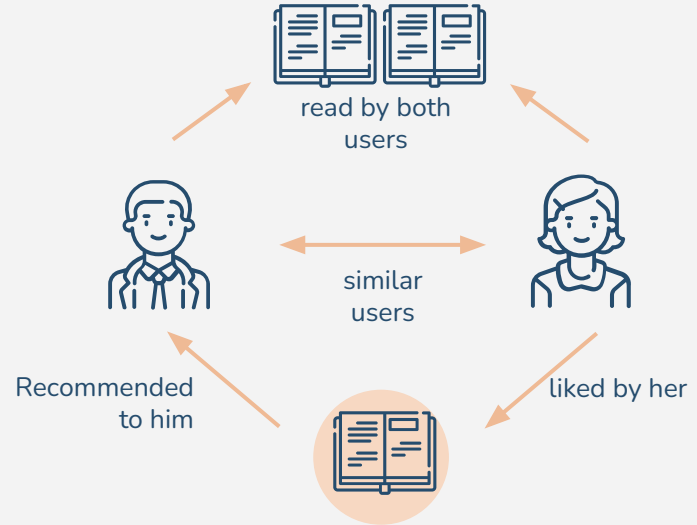 read by both
users
similar
users
Recommended
to him
liked by her